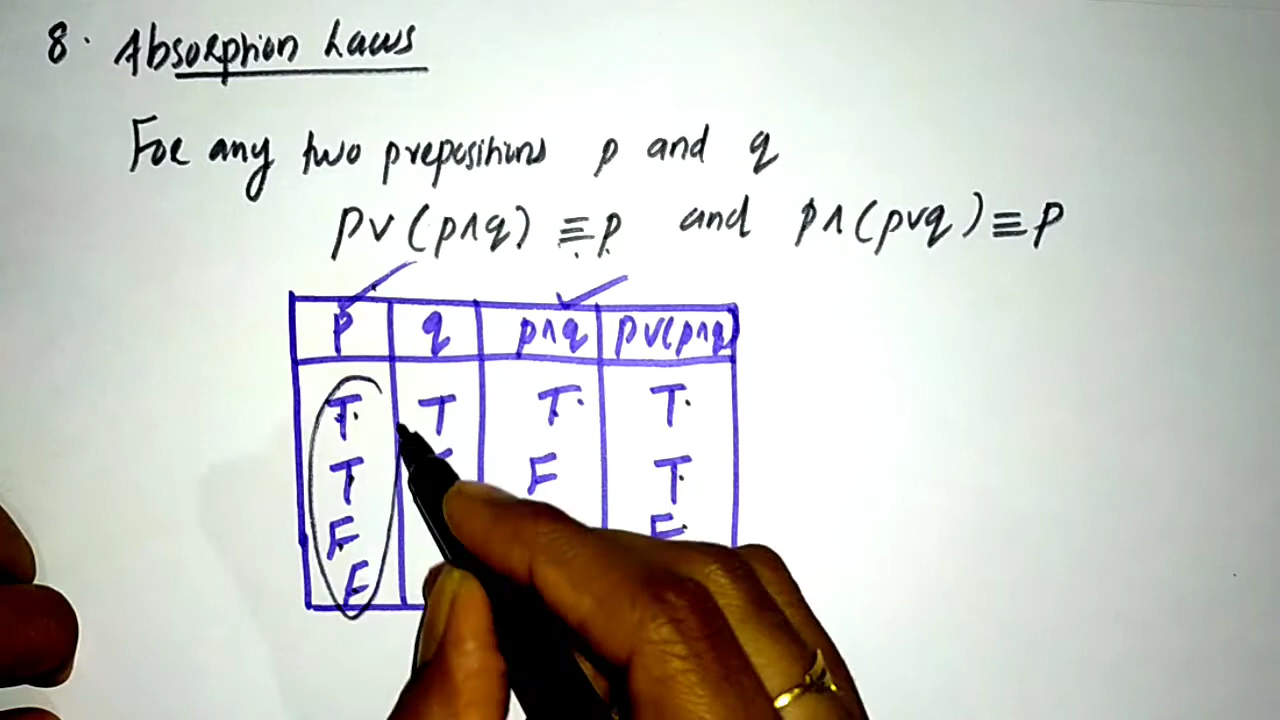 8. Absorption Laws
For any two prepositions p and q
p∨(p∧q) ≡p and p∧(p∨q)≡p
p q p∧q p∨(p∧q)
T T T T
T F T
F F
F